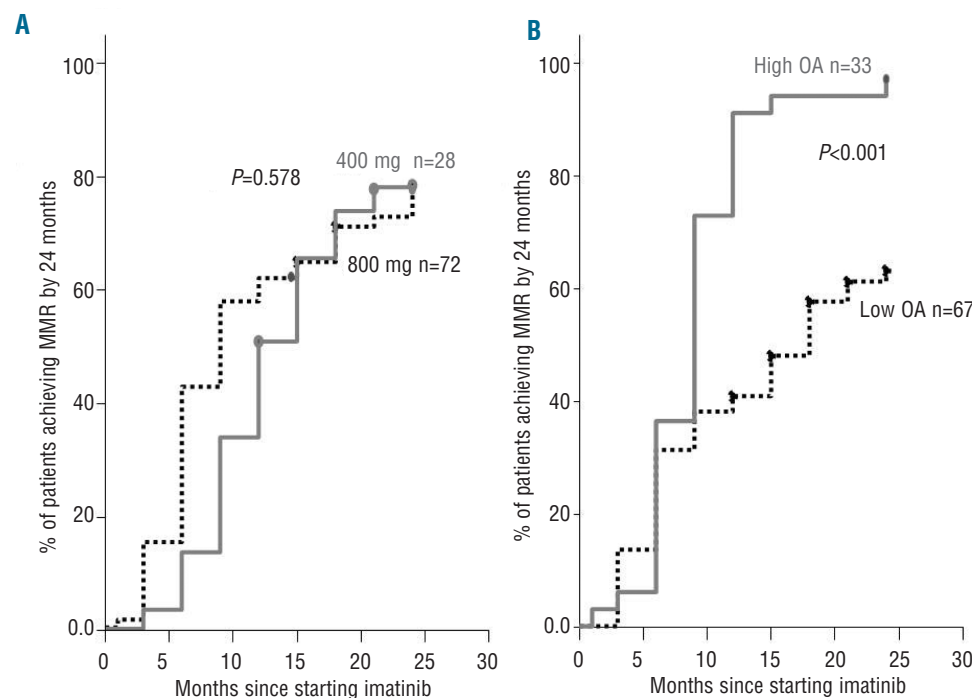 A
% of patients achieving MMR by 24 months
100
80
60
40
20
0.0
P=0.578
400 mg n=28
800 mg n=72
0 5 10 15 20 25 30
Months since starting imatinib
B
% of patients achieving MMR by 24 months
100
80
60
40
20
0.0
High OA n=33
P<0.001
Low OA n=67
0 5 10 15 20 25 30
Months since starting imatinib